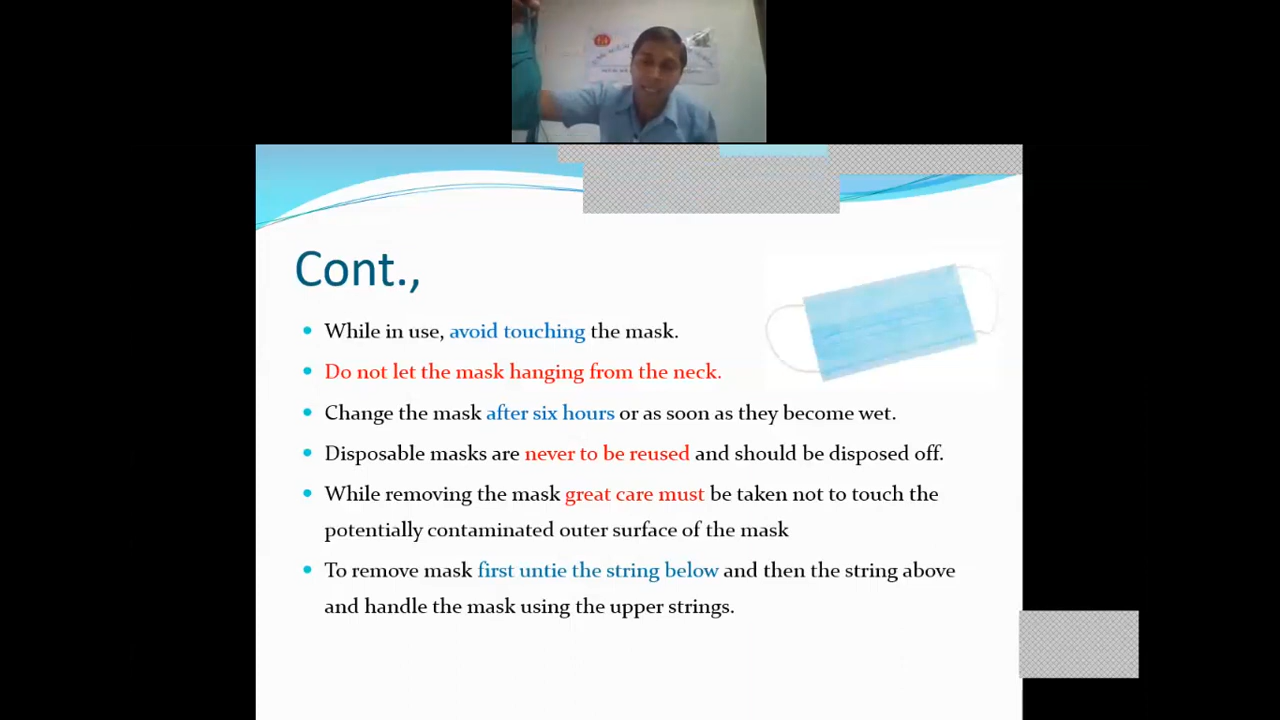 Cont.,
While in use, avoid touching the mask.
Do not let the mask hanging from the neck.
Change the mask after six hours or as soon as they become wet.
Disposable masks are never to be reused and should be disposed off.
While removing the mask great care must be taken not to touch the
potentially contaminated outer surface of the mask
To remove mask first untie the string below and then the string above
and handle the mask using the upper strings.